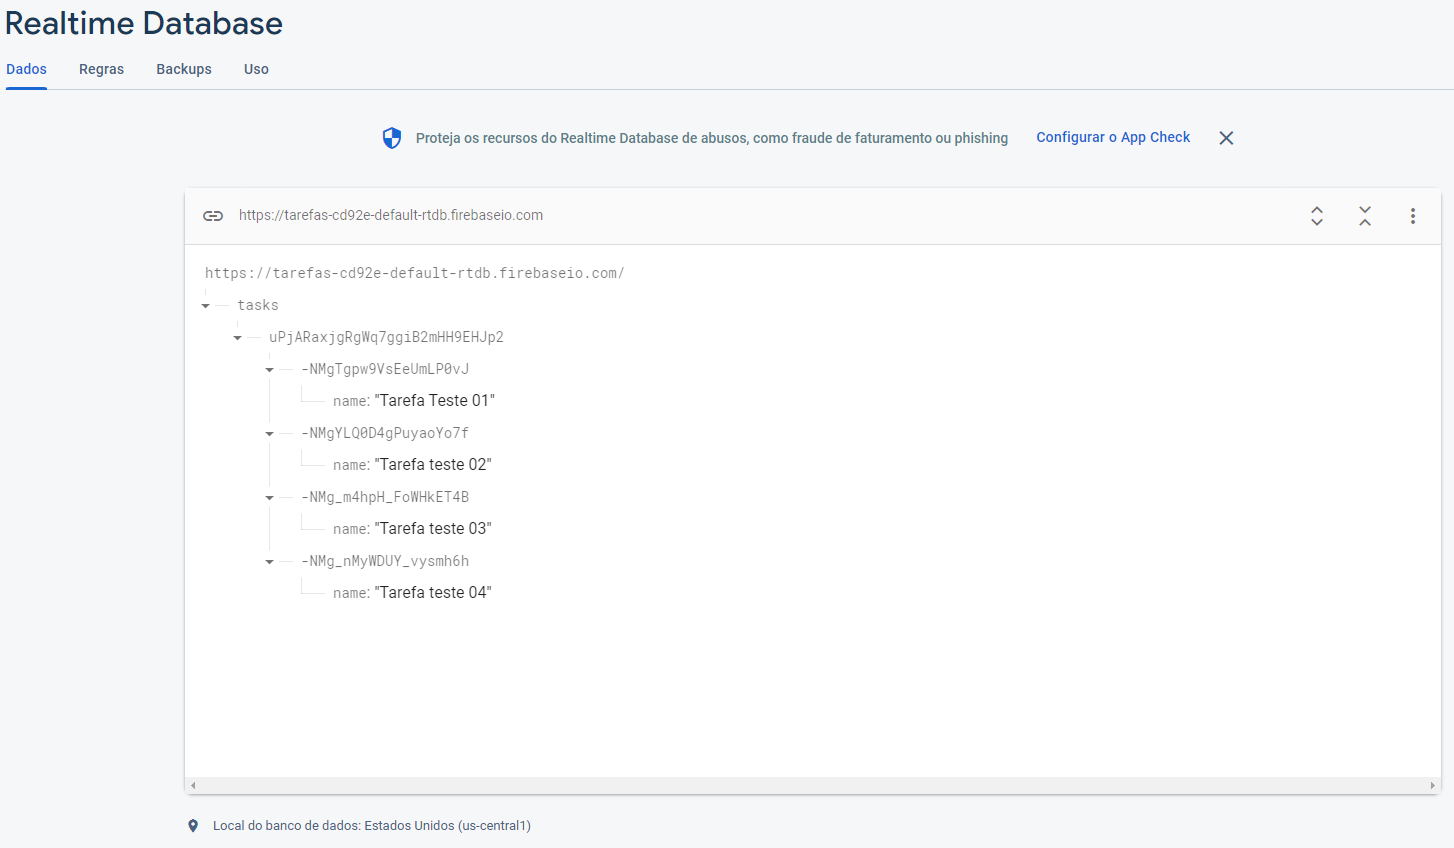 Realtime Database
Dados Regras Backups Uso
Proteja os recursos do Realtime Database de abusos, como fraude de faturamento ou phishing Configurar o App Check
https://tarefas-cd92e-default-rtdb.firebaseio.com
https://tarefas-cd92e-default-rtdb.firebaseio.com/
tasks
uPjARaxjgRgWq7ggiB2mHH9EHJp2
-NMgTgpw9VsEeUmLP0vJ
name: "Tarefa Teste 01"
-NMgYLQ0D4gPuyaoYo7f
name: "Tarefa teste 02"
-NMg_m4hpH_FoWHkET4B
name: "Tarefa teste 03"
-NMg_nMyWDUY_vysmh6h
name: "Tarefa teste 04"
Local do banco de dados: Estados Unidos (us-central1)